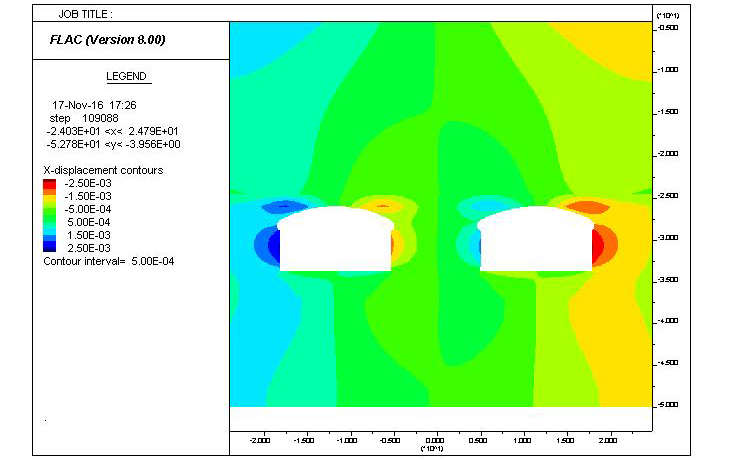 JOB TITLE :
FLAC (Version 8.00)
LEGEND
17-Nov-16 17:26
step 109088
-2.403E+01 <x< 2.479E+01
-5.278E+01 <y< -3.956E+00
X-displacement contours
-2.50E-03
-1.50E-03
-5.00E-04
5.00E-04
1.50E-03
2.50E-03
Contour interval= 5.00E-04
(*10^1)
-0.500
-1.000
-1.500
-2.000
-2.500
-3.000
-3.500
-4.000
-4.500
-5.000
-2.000 -1.500 -1.000 -0.500 0.000 0.500 1.000 1.500 2.000
(*10^1)